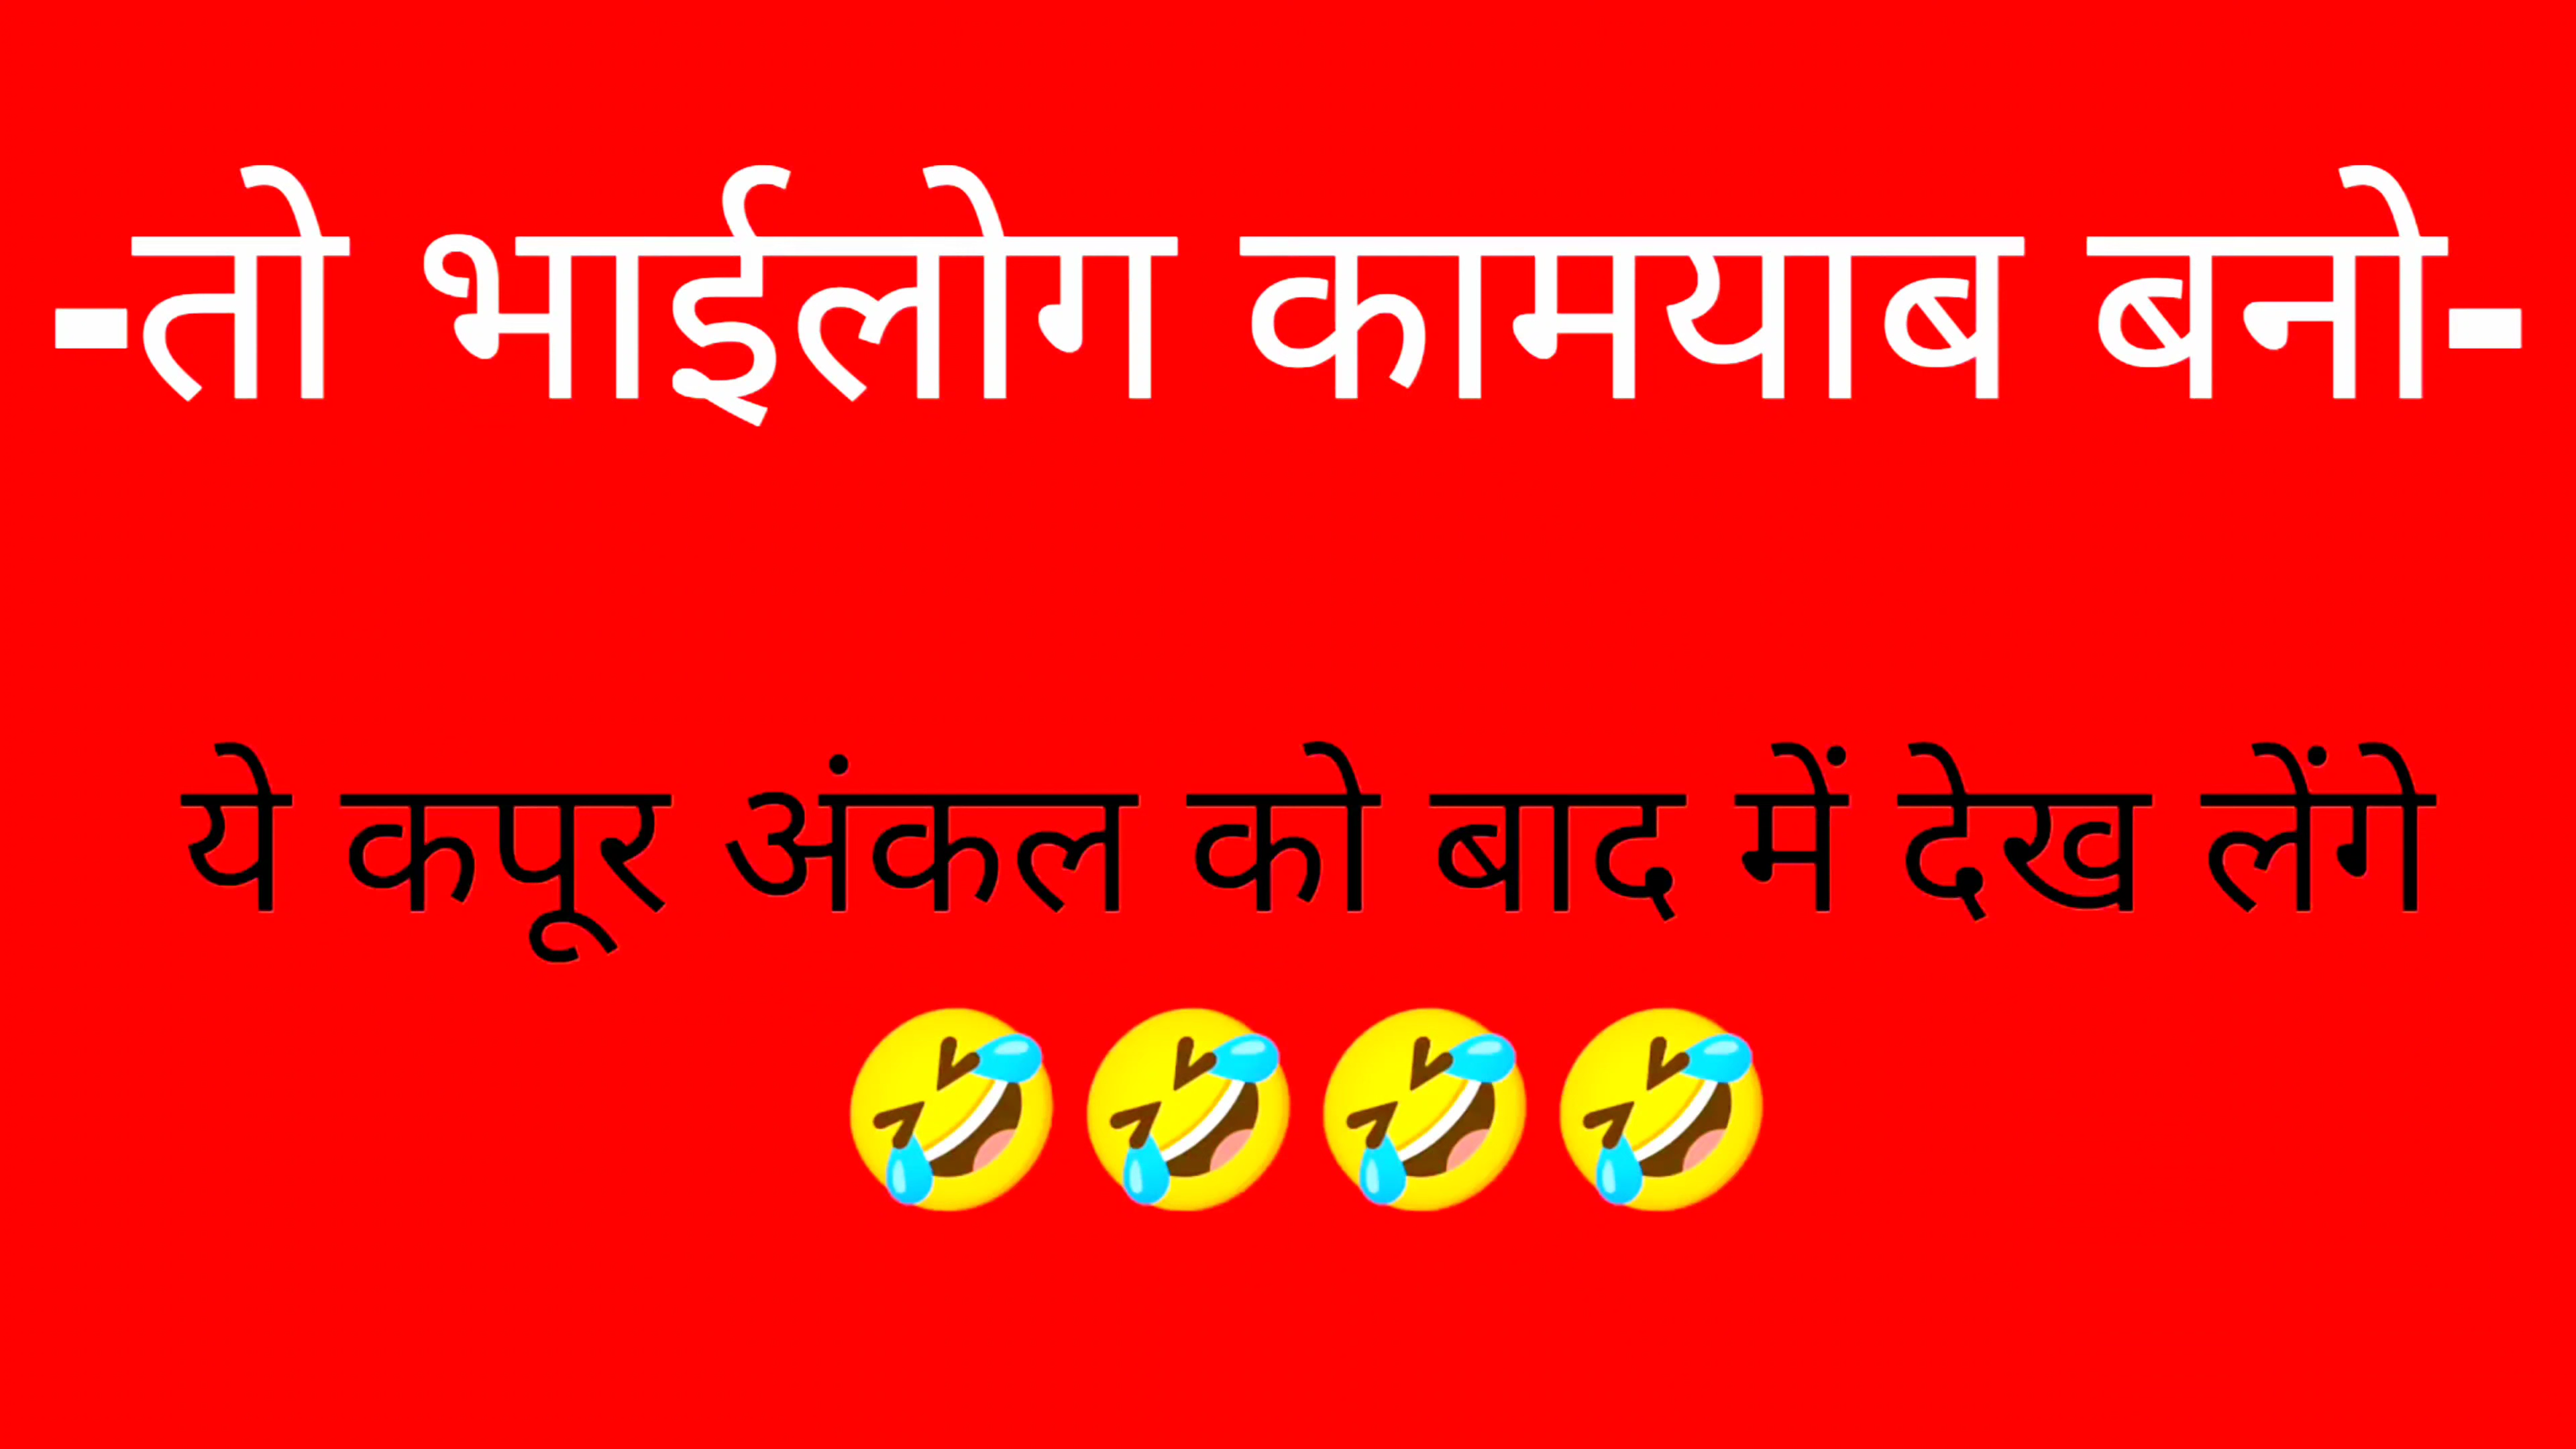 -तो भाईलोग कामयाब बनो-
ये कपूर अंकल को बाद में देख लेंगे
🤣🤣🤣🤣